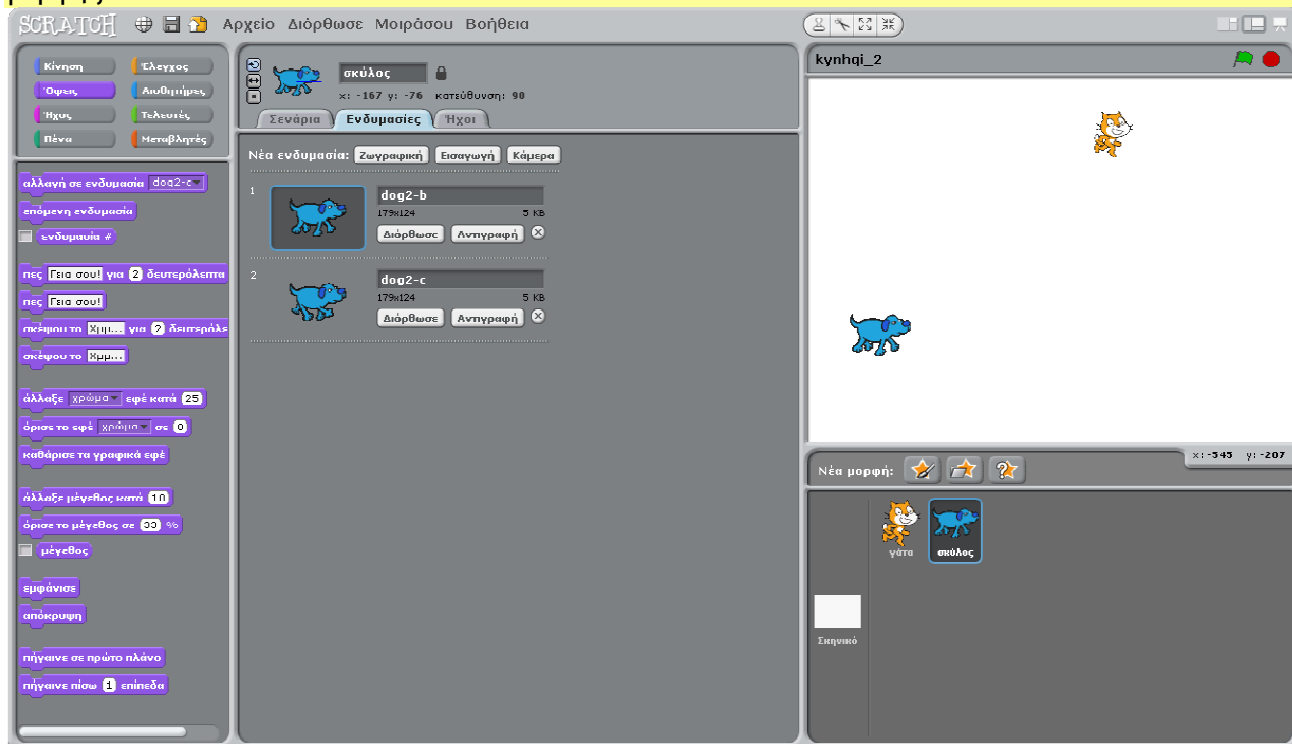 SCRATCH Αρχείο Διόρθωσε Μοιράσου Βοήθεια
Κίνηση Έλεγχος
Όψεις Αισθητήρες
Ήχος Τελεστές
Πένα Μεταβλητές
αλλαγή σε ενδυμασία dog2-c
επόμενη ενδυμασία
ενδυμασία #
πες Γεια σου! για 2 δευτερόλεπτα
πες Γεια σου!
σκέψου το Χμμ... για 2 δευτερόλε
σκέψου το Χμμ...
άλλαξε χρώμα εφέ κατά 25
όρισε το εφέ χρώμα σε 0
καθάρισε τα γραφικά εφέ
άλλαξε μέγεθος κατά 10
όρισε το μέγεθος σε 33 %
μέγεθος
εμφάνισε
απόκρυψη
πήγαινε σε πρώτο πλάνο
πήγαινε πίσω 1 επίπεδα
σκύλος
x: -167 y: -76 κατεύθυνση: 90
Σενάρια Ενδυμασίες Ήχοι
Νέα ενδυμασία: Ζωγραφική Εισαγωγή Κάμερα
1
dog2-b
179x124 5 KB
Διόρθωσε Αντιγραφή
2
dog2-c
179x124 5 KB
Διόρθωσε Αντιγραφή
kynhqi_2
x: -545 y: -207
Νέα μορφή:
γάτα σκύλος
Σκηνικό